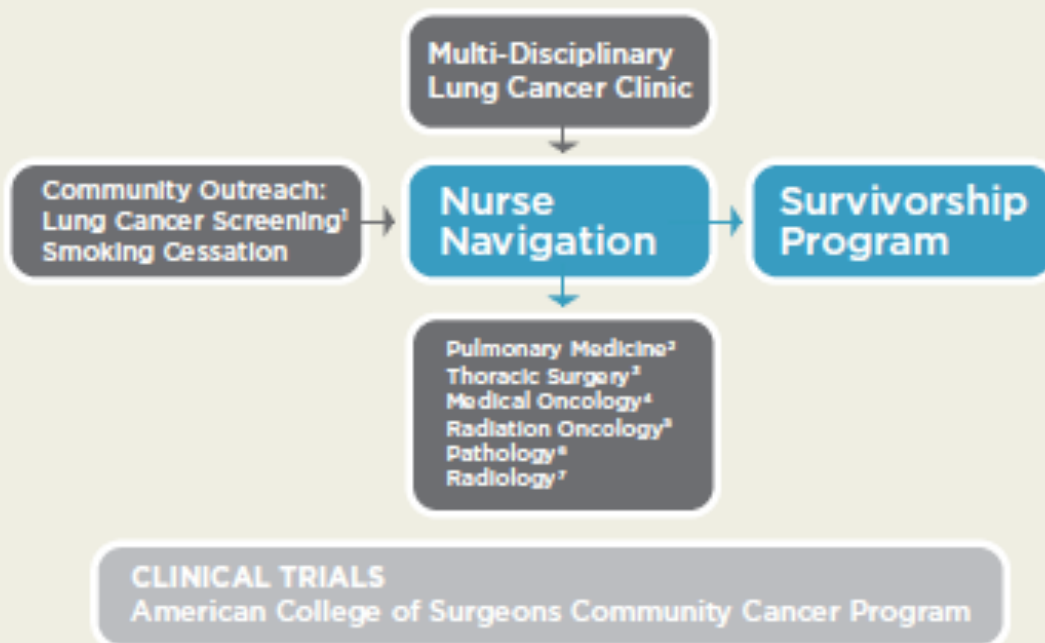 Multi-Disciplinary
Lung Cancer Clinic
Community Outreach:
Lung Cancer Screening¹
Smoking Cessation
Nurse
Navigation
Survivorship
Program
Pulmonary Medicine²
Thoracic Surgery³
Medical Oncology⁴
Radiation Oncology⁵
Pathology⁶
Radiology⁷
CLINICAL TRIALS
American College of Surgeons Community Cancer Program